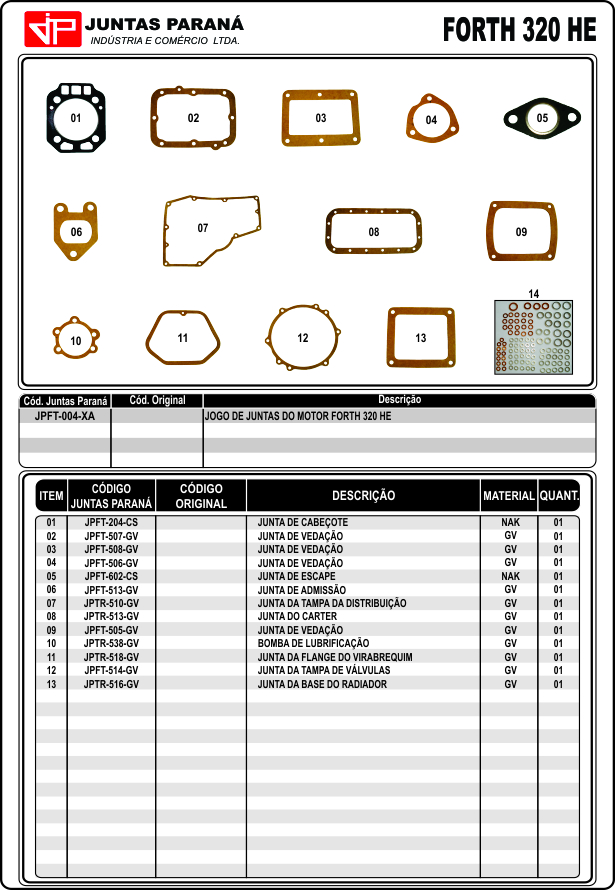 JP JUNTAS PARANÁ
INDÚSTRIA E COMÉRCIO LTDA.
FORTH 320 HE
01 02 03 04 05
06 07 08 09
14
10 11 12 13
Cód. Juntas Paraná Cód. Original Descrição
JPFT-004-XA JOGO DE JUNTAS DO MOTOR FORTH 320 HE
ITEM CÓDIGO JUNTAS PARANÁ CÓDIGO ORIGINAL DESCRIÇÃO MATERIAL QUANT.
01 JPFT-204-CS JUNTA DE CABEÇOTE NAK 01
02 JPFT-507-GV JUNTA DE VEDAÇÃO GV 01
03 JPFT-508-GV JUNTA DE VEDAÇÃO GV 01
04 JPFT-506-GV JUNTA DE VEDAÇÃO GV 01
05 JPFT-602-CS JUNTA DE ESCAPE NAK 01
06 JPFT-513-GV JUNTA DE ADMISSÃO GV 01
07 JPTR-510-GV JUNTA DA TAMPA DA DISTRIBUIÇÃO GV 01
08 JPTR-513-GV JUNTA DO CARTER GV 01
09 JPFT-505-GV JUNTA DE VEDAÇÃO GV 01
10 JPTR-538-GV BOMBA DE LUBRIFICAÇÃO GV 01
11 JPTR-518-GV JUNTA DA FLANGE DO VIRABREQUIM GV 01
12 JPFT-514-GV JUNTA DA TAMPA DE VÁLVULAS GV 01
13 JPTR-516-GV JUNTA DA BASE DO RADIADOR GV 01